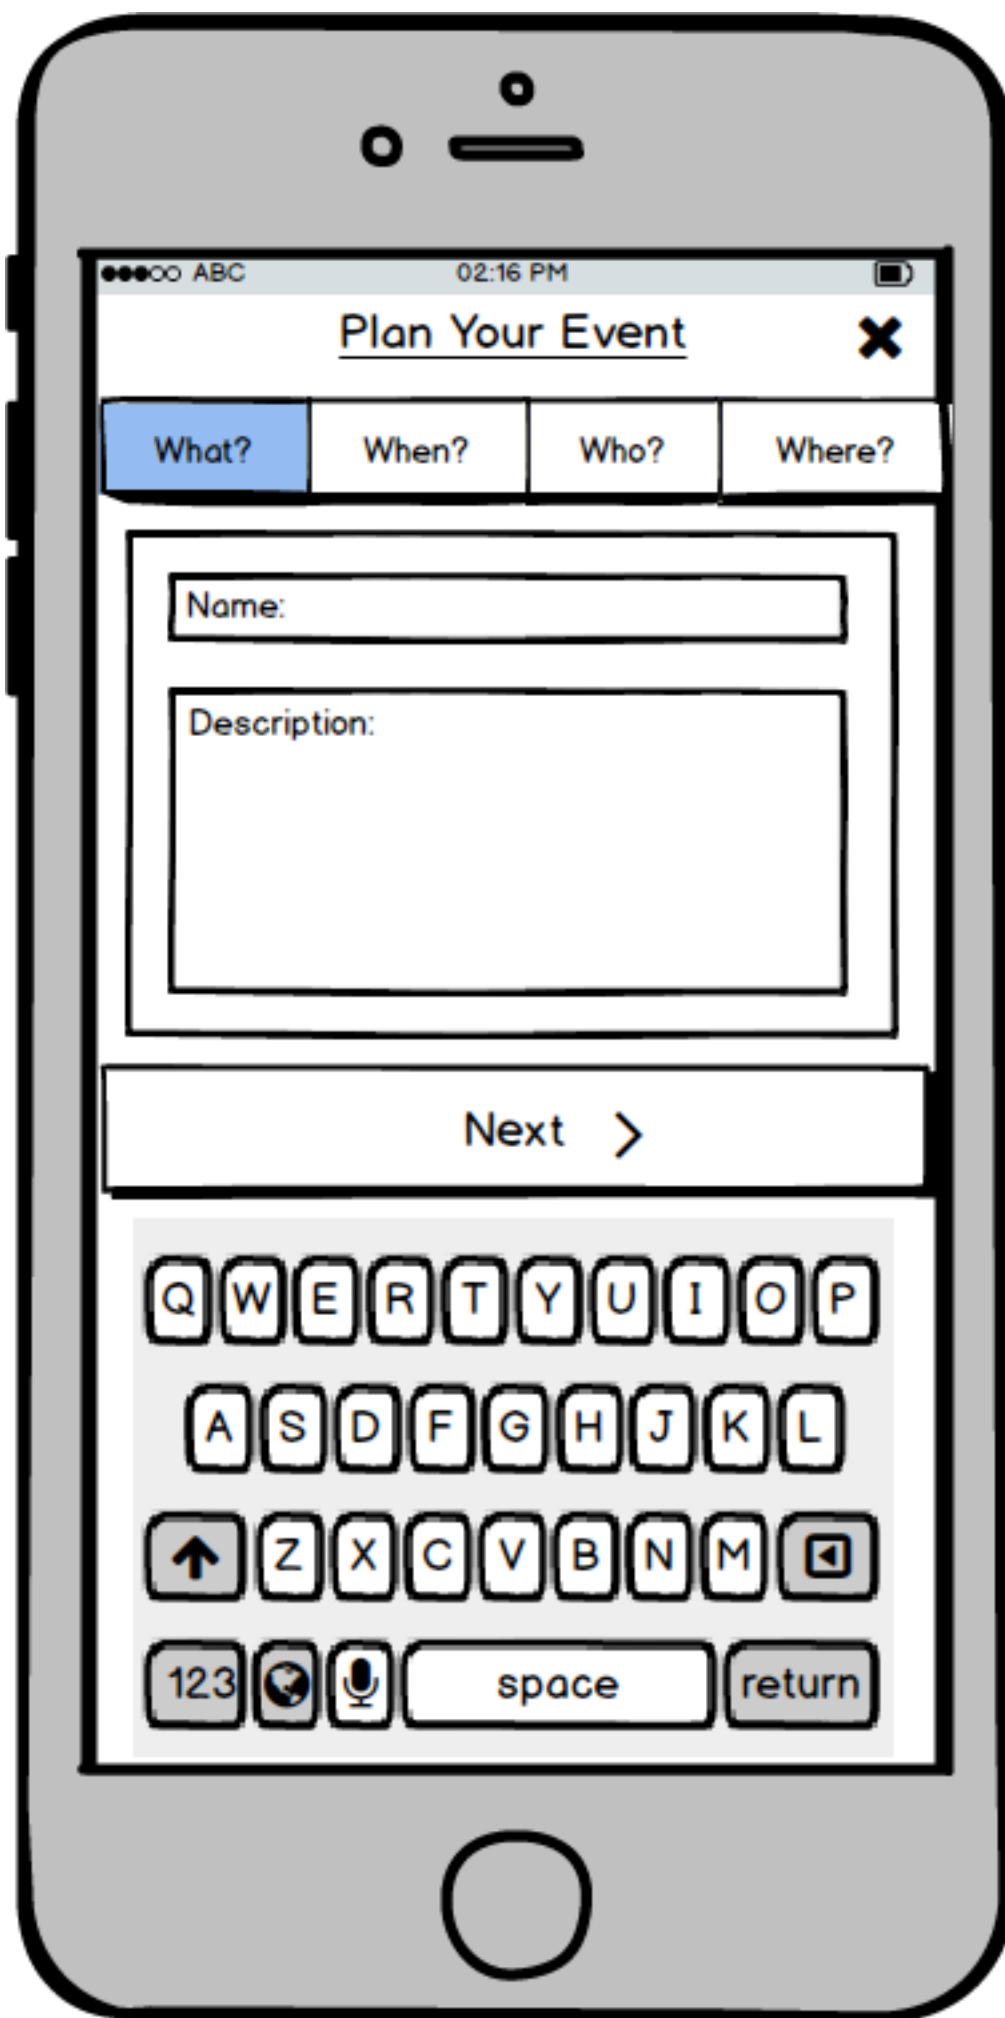 ABC 02:16 PM
Plan Your Event
What? When? Who? Where?
Name:
Description:
Next
Q W E R T Y U I O P
A S D F G H J K L
Z X C V B N M
123 space return